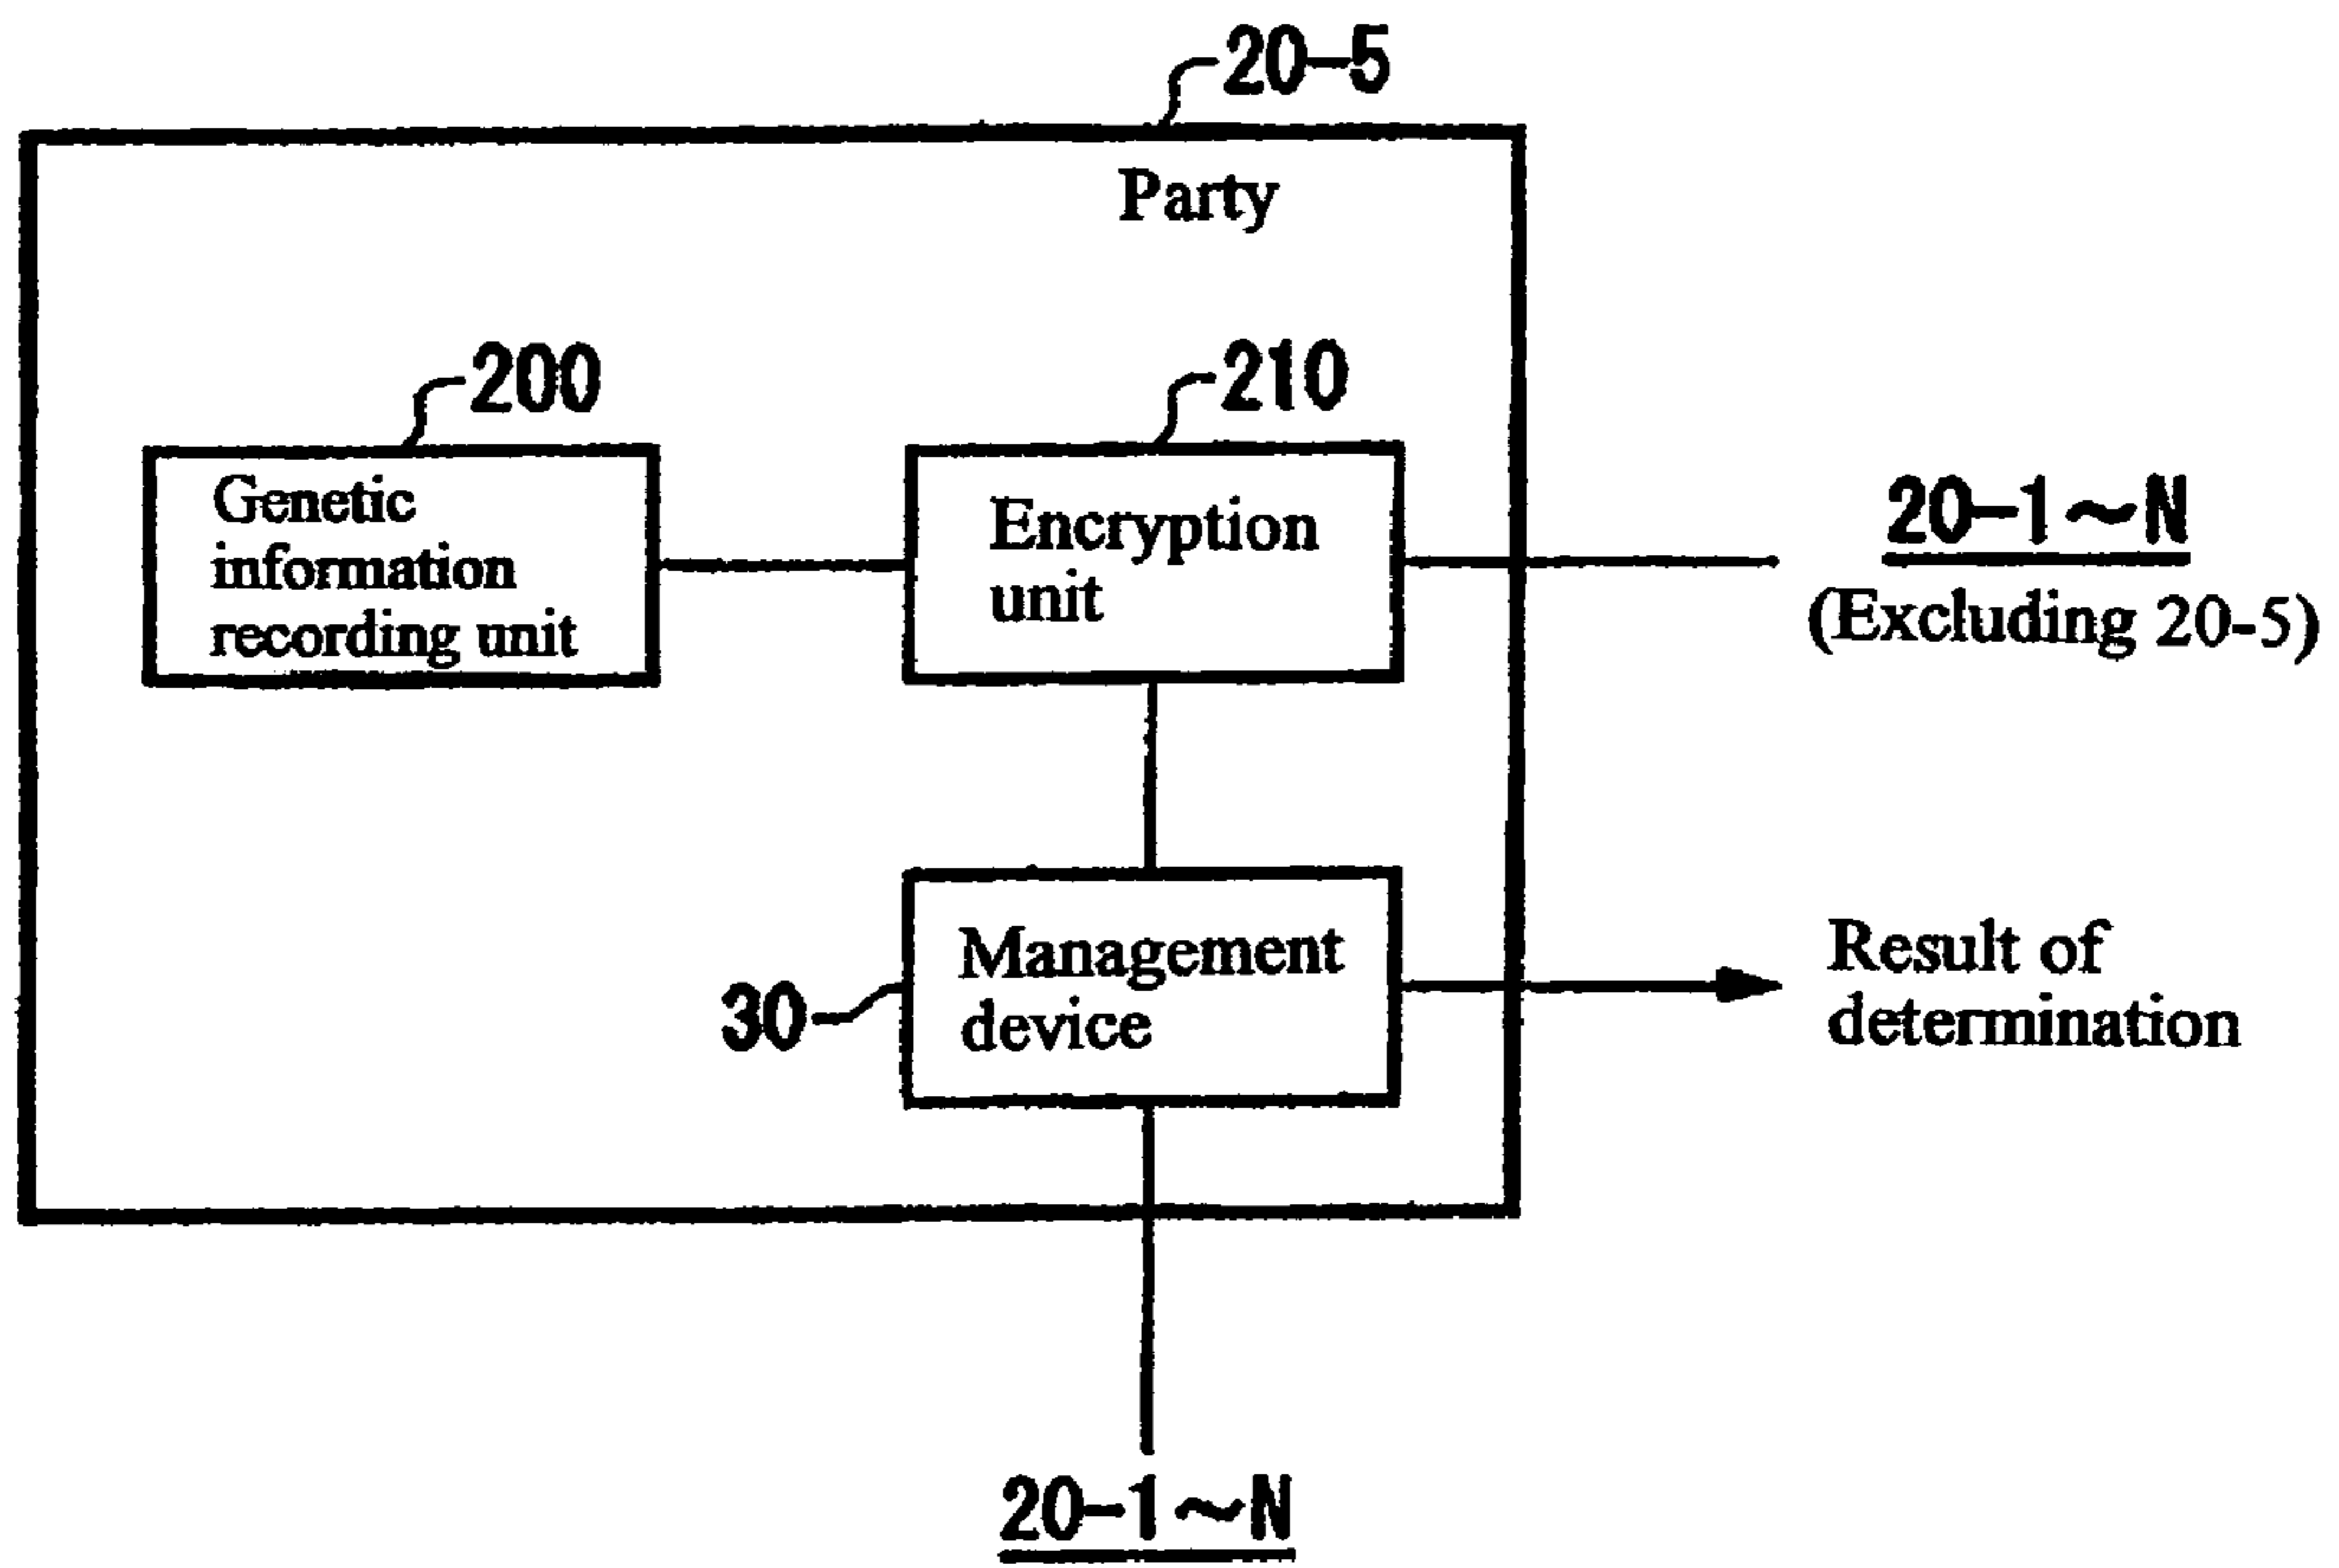 20-5
Party
200
210
Genetic
information
recording unit
Encryption
unit
20-1~N
(Excluding 20-5)
30
Management
device
Result of
determination
20-1~N